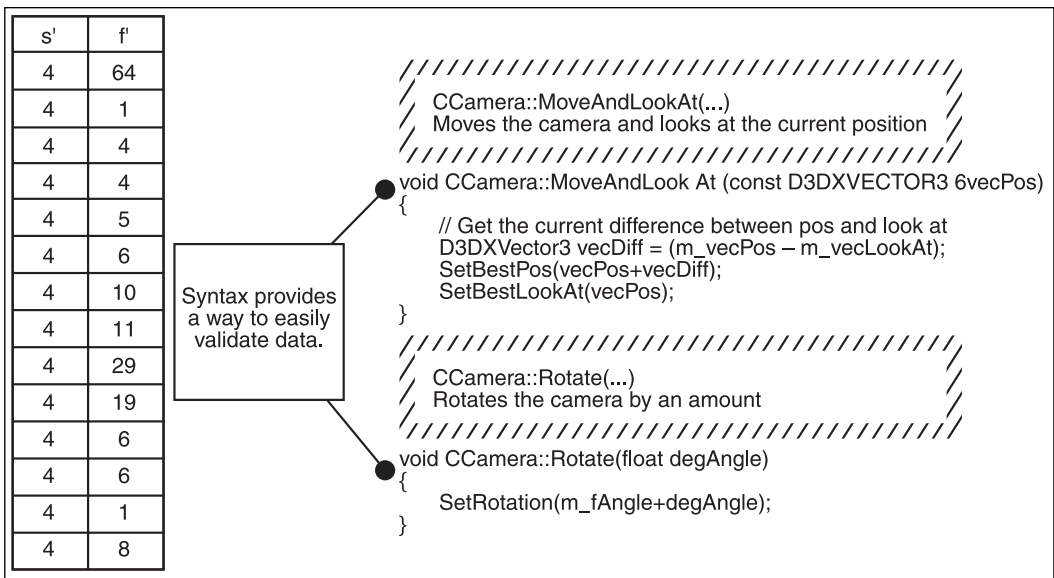 s' f'
4 64
4 1
4 4
4 4
4 5
4 6
4 10
4 11
4 29
4 19
4 6
4 6
4 1
4 8
Syntax provides
a way to easily
validate data.
CCamera::MoveAndLookAt(...)
Moves the camera and looks at the current position
void CCamera::MoveAndLook At (const D3DXVECTOR3 6vecPos)
{
// Get the current difference between pos and look at
D3DXVector3 vecDiff = (m_vecPos – m_vecLookAt);
SetBestPos(vecPos+vecDiff);
SetBestLookAt(vecPos);
}
CCamera::Rotate(...)
Rotates the camera by an amount
void CCamera::Rotate(float degAngle)
{
SetRotation(m_fAngle+degAngle);
}